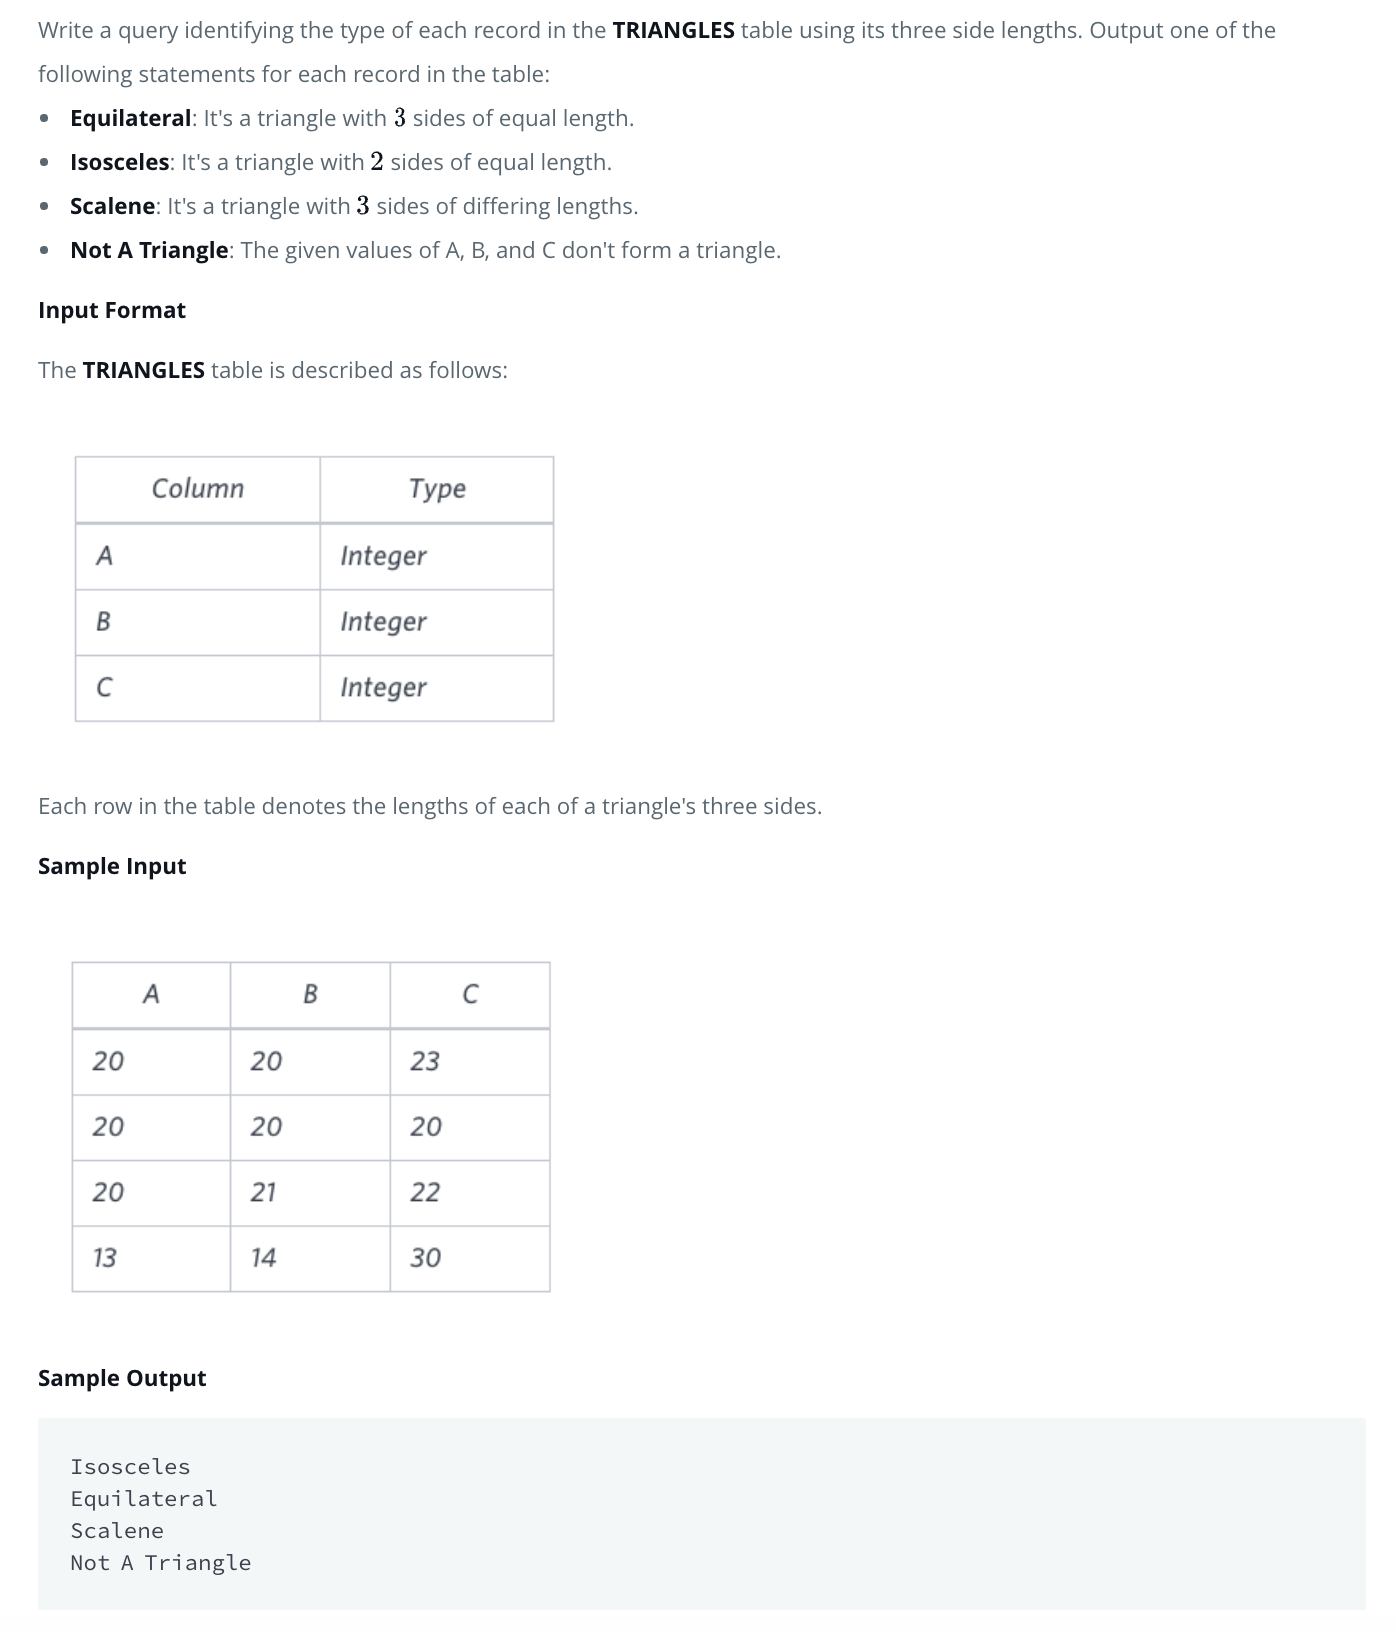 Write a query identifying the type of each record in the TRIANGLES table using its three side lengths. Output one of the
following statements for each record in the table:
• Equilateral: It's a triangle with 3 sides of equal length.
• Isosceles: It's a triangle with 2 sides of equal length.
• Scalene: It's a triangle with 3 sides of differing lengths.
• Not A Triangle: The given values of A, B, and C don't form a triangle.
Input Format
The TRIANGLES table is described as follows:
Column Type
A Integer
B Integer
C Integer
Each row in the table denotes the lengths of each of a triangle's three sides.
Sample Input
A B C
20 20 23
20 20 20
20 21 22
13 14 30
Sample Output
Isosceles
Equilateral
Scalene
Not A Triangle